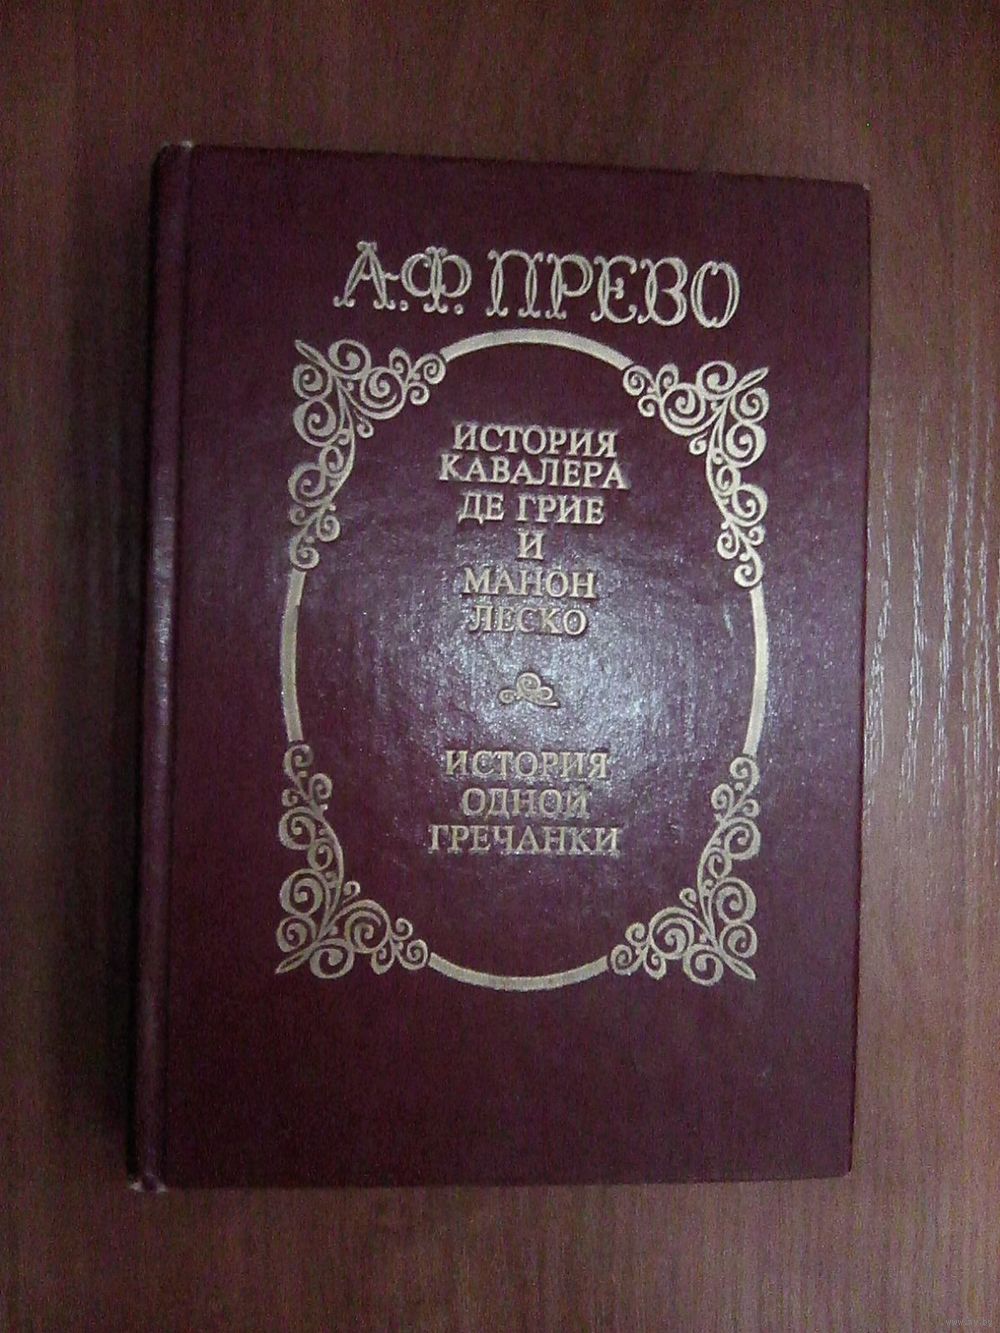 А.Ф. ПРЕВО
ИСТОРИЯ
КАВАЛЕРА
ДЕ ГРИЕ
И
МАНОН
ЛЕСКО
ИСТОРИЯ
ОДНОЙ
ГРЕЧАНКИ